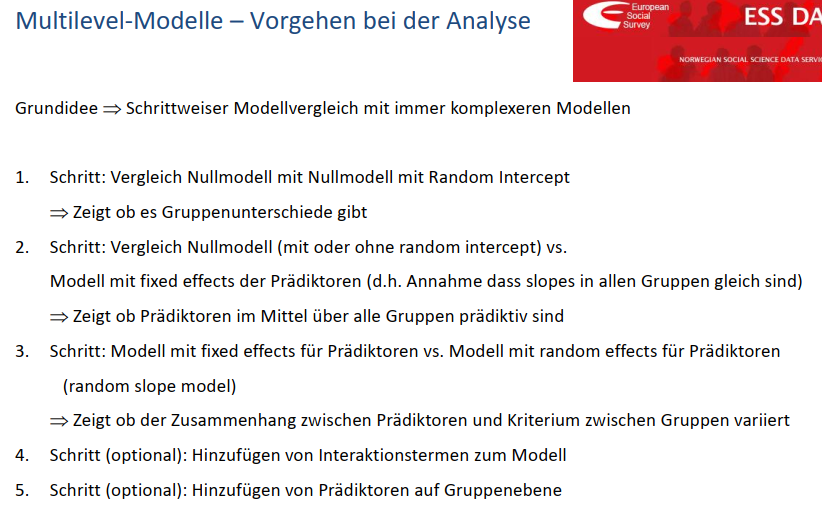 Multilevel-Modelle – Vorgehen bei der Analyse
European
Social
Survey
ESS DA
NORWEGIAN SOCIAL SCIENCE DATA SERVI
Grundidee ⇒ Schrittweiser Modellvergleich mit immer komplexeren Modellen
1. Schritt: Vergleich Nullmodell mit Nullmodell mit Random Intercept
⇒ Zeigt ob es Gruppenunterschiede gibt
2. Schritt: Vergleich Nullmodell (mit oder ohne random intercept) vs.
Modell mit fixed effects der Prädiktoren (d.h. Annahme dass slopes in allen Gruppen gleich sind)
⇒ Zeigt ob Prädiktoren im Mittel über alle Gruppen prädiktiv sind
3. Schritt: Modell mit fixed effects für Prädiktoren vs. Modell mit random effects für Prädiktoren
(random slope model)
⇒ Zeigt ob der Zusammenhang zwischen Prädiktoren und Kriterium zwischen Gruppen variiert
4. Schritt (optional): Hinzufügen von Interaktionstermen zum Modell
5. Schritt (optional): Hinzufügen von Prädiktoren auf Gruppenebene